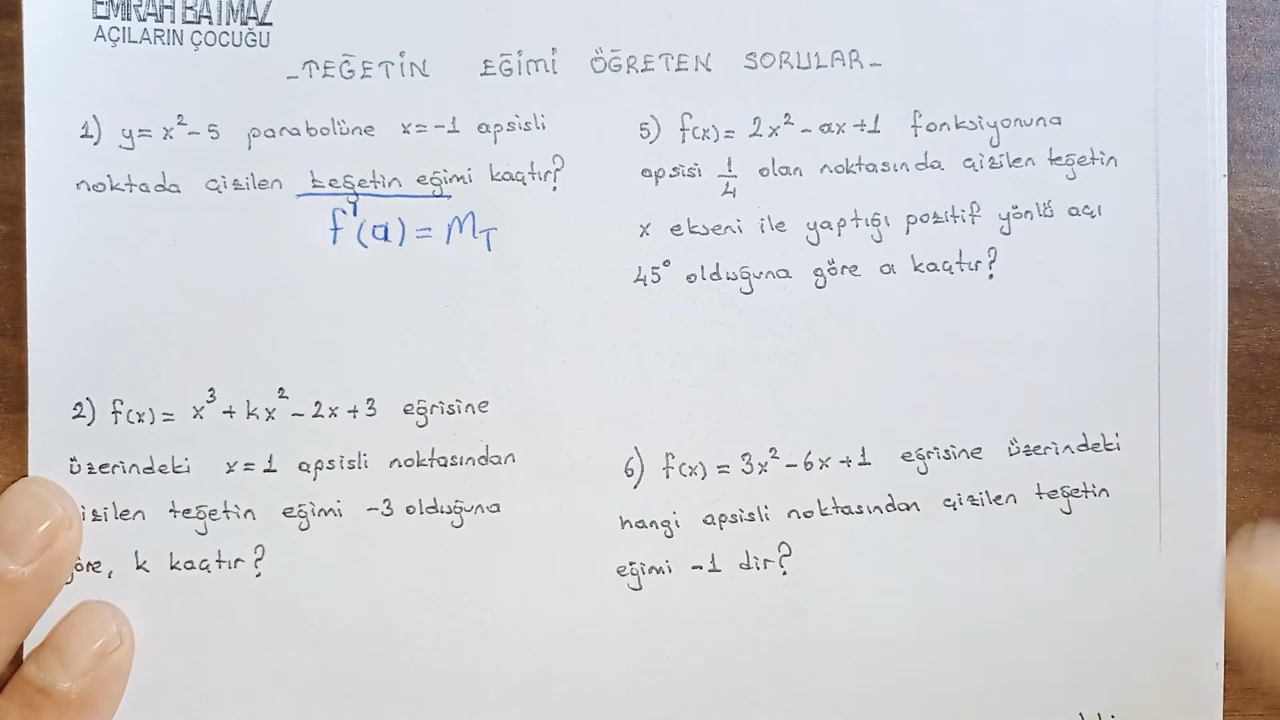 EMRAH BATMAZ
AÇILARIN ÇOCUĞU
-TEĞETİN EĞİMİ ÖĞRETEN SORULAR-
1) y=x²-5 parabolüne x=-1 apsisli
noktada çizilen teğetin eğimi kaçtır?
f'(a)=M_T
2) f(x)=x³+kx²-2x+3 eğrisine
üzerindeki x=1 apsisli noktasından
izilen teğetin eğimi -3 olduğuna
öre, k kaçtır?
5) f(x)=2x²-ax+1 fonksiyonuna
apsisi 1/4 olan noktasında çizilen teğetin
x ekseni ile yaptığı pozitif yönlü açı
45° olduğuna göre a kaçtır?
6) f(x)=3x²-6x+1 eğrisine üzerindeki
hangi apsisli noktasından çizilen teğetin
eğimi -1 dir?